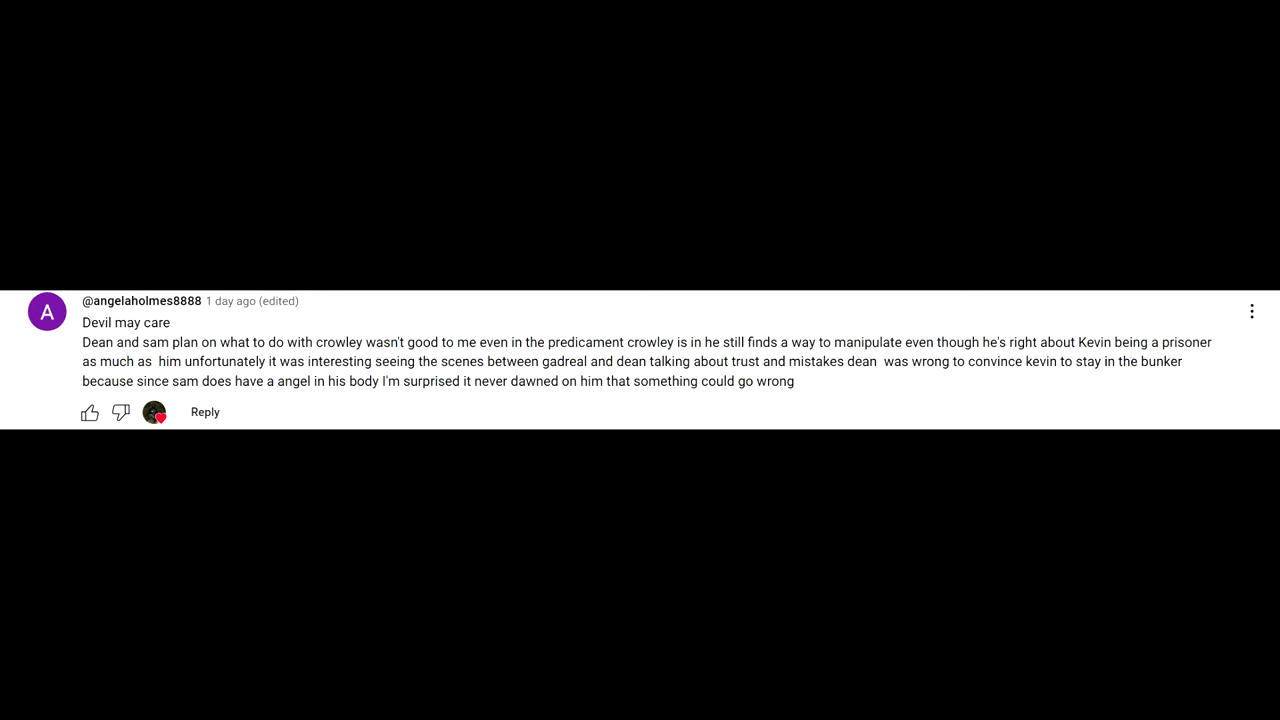 A
@angelaholmes8888 1 day ago (edited)
Devil may care
Dean and sam plan on what to do with crowley wasn't good to me even in the predicament crowley is in he still finds a way to manipulate even though he's right about Kevin being a prisoner
as much as  him unfortunately it was interesting seeing the scenes between gadreal and dean talking about trust and mistakes dean  was wrong to convince kevin to stay in the bunker
because since sam does have a angel in his body I'm surprised it never dawned on him that something could go wrong
Reply